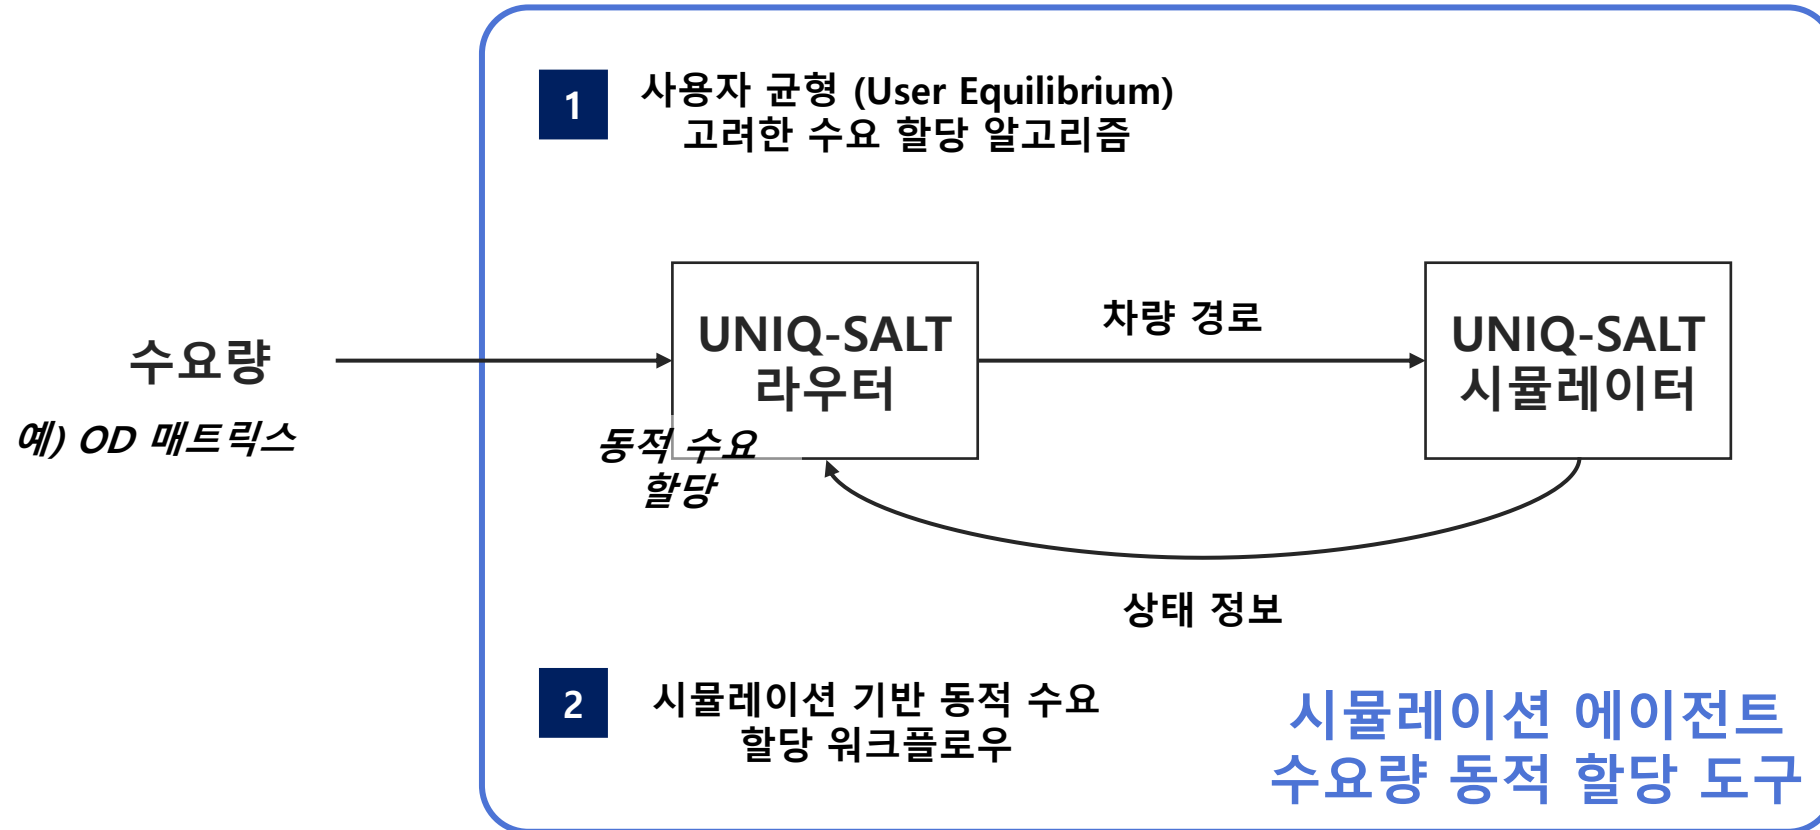 1
사용자 균형 (User Equilibrium)
고려한 수요 할당 알고리즘
수요량
예) OD 매트릭스
UNIQ-SALT
라우터
동적 수요
할당
차량 경로
UNIQ-SALT
시뮬레이터
상태 정보
2
시뮬레이션 기반 동적 수요
할당 워크플로우
시뮬레이션 에이전트
수요량 동적 할당 도구